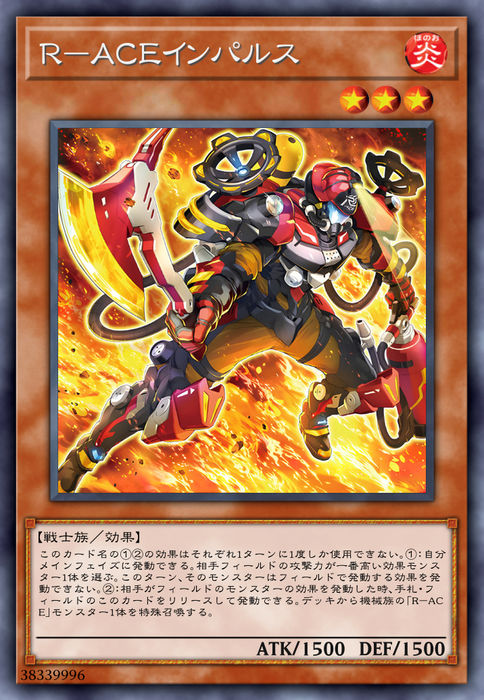 R-ACEインパルス
ほのお
炎
【戦士族/効果】
このカード名の①②の効果はそれぞれ1ターンに1度しか使用できない。①:自分
メインフェイズに発動できる。相手フィールドの攻撃力が一番高い効果モンス
ター1体を選ぶ。このターン、そのモンスターはフィールドで発動する効果を発
動できない。②:相手がフィールドのモンスターの効果を発動した時、手札・フ
ィールドのこのカードをリリースして発動できる。デッキから機械族の「R-AC
E」モンスター1体を特殊召喚する。
ATK/1500 DEF/1500
38339996